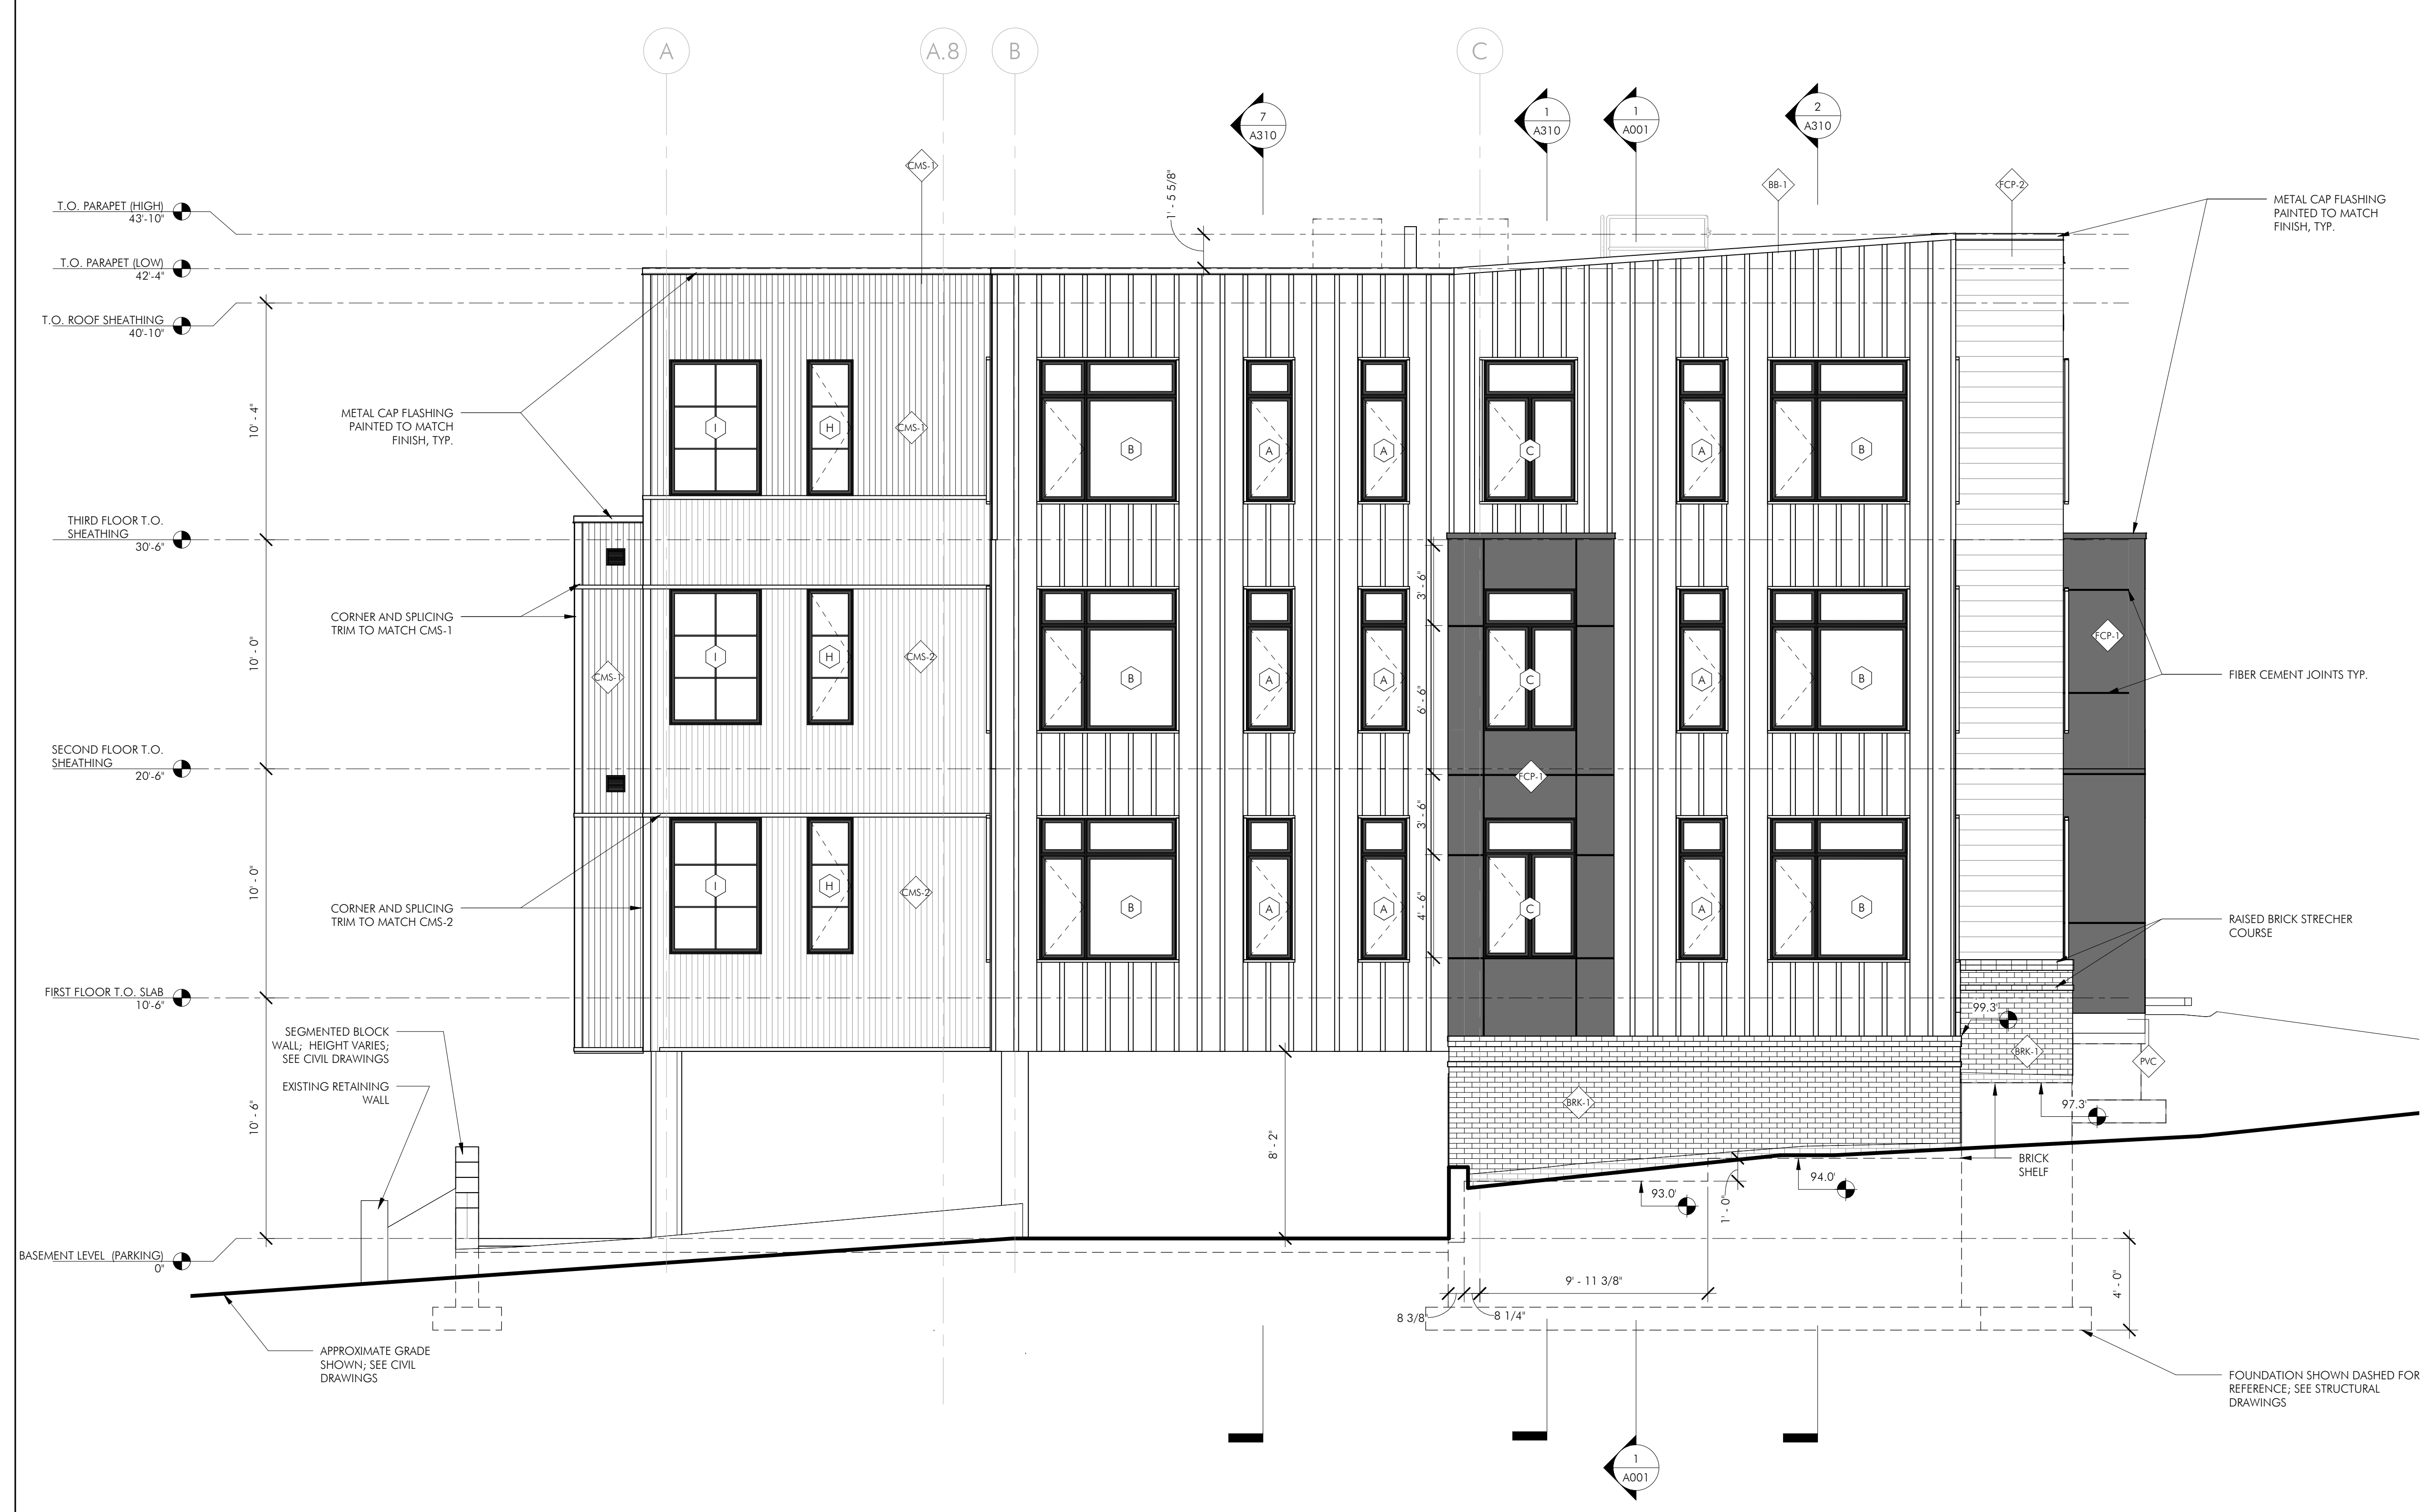 A
A.8
B
C
7
A310
1
A310
1
A001
2
A310
CMS-1
1' - 5 5/8"
BB-1
FCP-2
METAL CAP FLASHING
PAINTED TO MATCH
FINISH, TYP.
T.O. PARAPET (HIGH)
43'-10"
T.O. PARAPET (LOW)
42'-4"
T.O. ROOF SHEATHING
40'-10"
10' - 4"
METAL CAP FLASHING
PAINTED TO MATCH
FINISH, TYP.
I
H
CMS-1
B
A
A
C
A
B
THIRD FLOOR T.O.
SHEATHING
30'-6"
3' - 6"
CORNER AND SPLICING
TRIM TO MATCH CMS-1
10' - 0"
CMS-1
I
H
CMS-2
B
A
A
6' - 6"
C
A
B
FCP-1
FIBER CEMENT JOINTS TYP.
SECOND FLOOR T.O.
SHEATHING
20'-6"
FCP-1
3' - 6"
10' - 0"
CORNER AND SPLICING
TRIM TO MATCH CMS-2
I
H
CMS-2
B
A
A
4' - 6"
C
A
B
RAISED BRICK STRECHER
COURSE
FIRST FLOOR T.O. SLAB
10'-6"
99.3'
SEGMENTED BLOCK
WALL; HEIGHT VARIES;
SEE CIVIL DRAWINGS
EXISTING RETAINING
WALL
10' - 6"
8' - 2"
BRK-1
BRK-1
PVC
97.3'
BRICK
SHELF
93.0'
1' - 0"
94.0'
BASEMENT LEVEL (PARKING)
0"
9' - 11 3/8"
8 3/8"
8 1/4"
4' - 0"
APPROXIMATE GRADE
SHOWN; SEE CIVIL
DRAWINGS
FOUNDATION SHOWN DASHED FOR
REFERENCE; SEE STRUCTURAL
DRAWINGS
1
A001